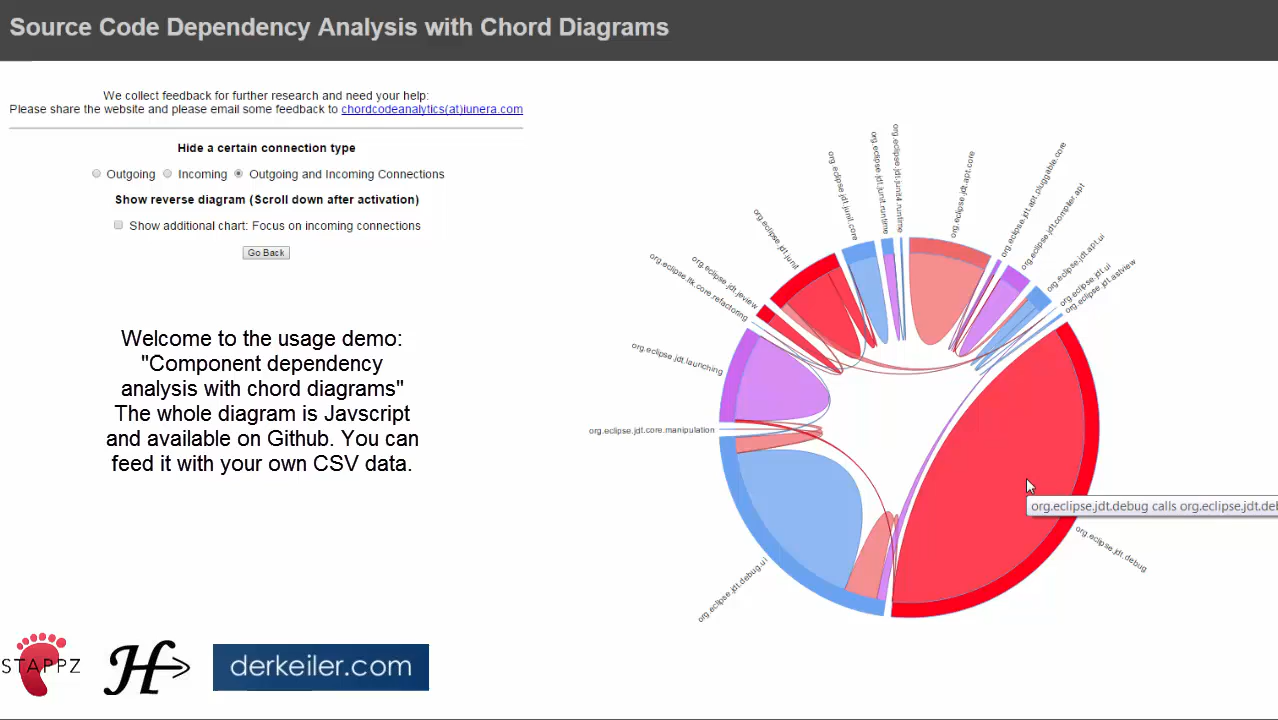 Source Code Dependency Analysis with Chord Diagrams
We collect feedback for further research and need your help:
Please share the website and please email some feedback to chordcodeanalytics(at)iunera.com
Hide a certain connection type
Outgoing Incoming Outgoing and Incoming Connections
Show reverse diagram (Scroll down after activation)
Show additional chart: Focus on incoming connections
Go Back
Welcome to the usage demo:
"Component dependency
analysis with chord diagrams"
The whole diagram is Javscript
and available on Github. You can
feed it with your own CSV data.
org.eclipse.jdt.apt.core
org.eclipse.jdt.apt.pluggable.core
org.eclipse.jdt.compiler.apt
org.eclipse.jdt.apt.ui
org.eclipse.jdt.ui
org.eclipse.jdt.astview
org.eclipse.jdt.debug
org.eclipse.jdt.debug.ui
org.eclipse.jdt.core.manipulation
org.eclipse.jdt.launching
org.eclipse.ltk.core.refactoring
org.eclipse.jdt.jeview
org.eclipse.jdt.junit
org.eclipse.jdt.junit.core
org.eclipse.jdt.junit.runtime
org.eclipse.jdt.junit4.runtime
org.eclipse.jdt.debug calls org.eclipse.jdt.deb
STAPPZ
H
derkeiler.com